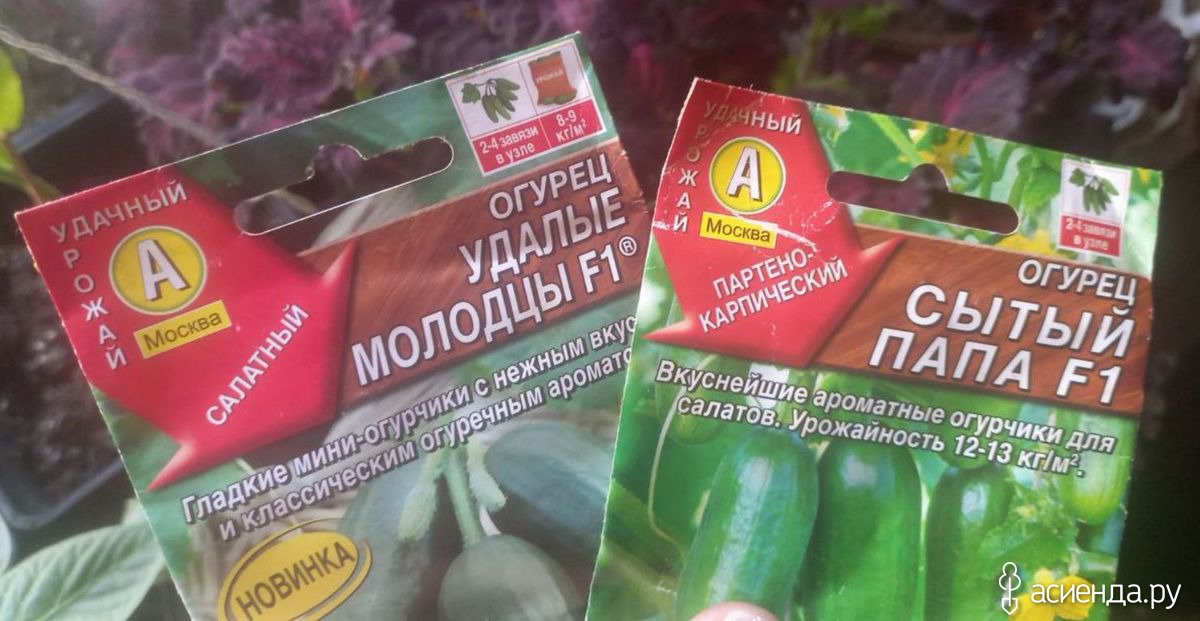 УДАЧНЫЙ
УРОЖАЙ
А
Москва
САЛАТНЫЙ
2-4 завязи
в узле
УРОЖАЙ
8-9
кг/м²
ОГУРЕЦ
УДАЛЫЕ
МОЛОДЦЫ F1®
Гладкие мини-огурчики с нежным
и классическим огуречным
НОВИНКА
УДАЧНЫЙ
УРОЖАЙ
А
Москва
ПАРТЕНО-
КАРПИЧЕСКИЙ
2-4 завязи
в узле
ОГУРЕЦ
СЫТЫЙ
ПАПА F1
Вкуснейшие ароматные огурчики для
салатов. Урожайность 12-13 кг/м².
асиенда.ру